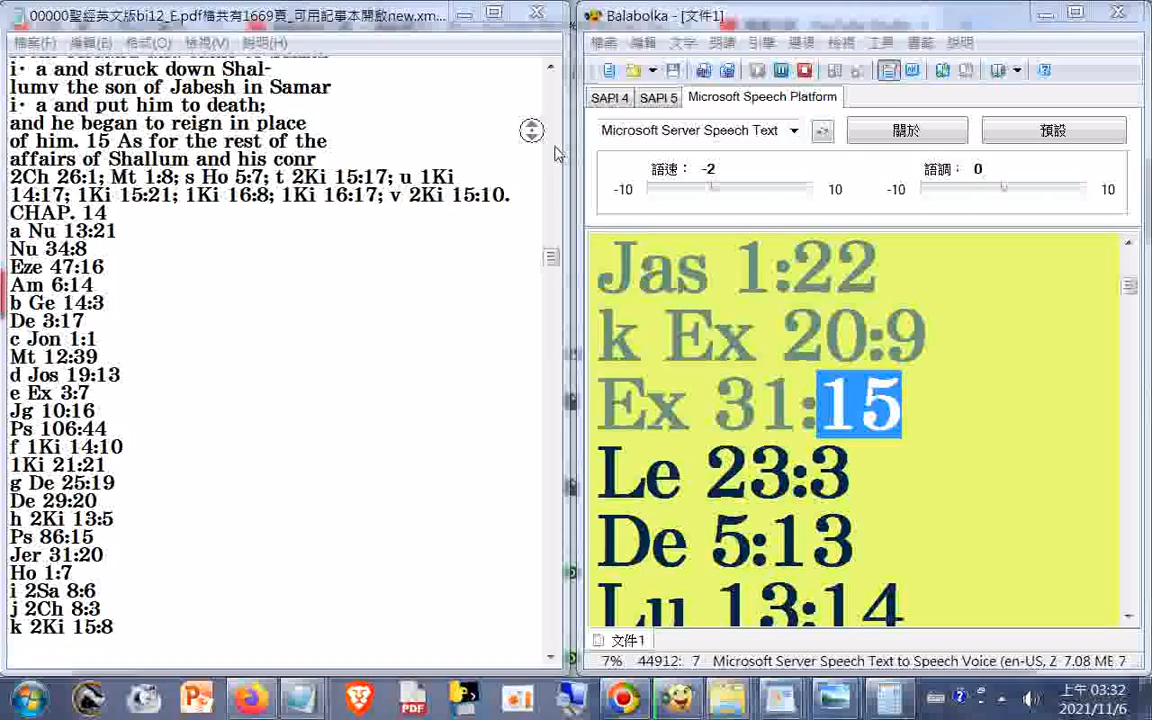 00000聖經英文版bi12_E.pdf檔共有1669頁_可用記事本開啟new.xm...
檔案(F) 編輯(E) 格式(O) 檢視(V) 說明(H)
i· a and struck down Shal-
lumv the son of Jabesh in Samar
i· a and put him to death;
and he began to reign in place
of him. 15 As for the rest of the
affairs of Shallum and his conr
2Ch 26:1; Mt 1:8; s Ho 5:7; t 2Ki 15:17; u 1Ki
14:17; 1Ki 15:21; 1Ki 16:8; 1Ki 16:17; v 2Ki 15:10.
CHAP. 14
a Nu 13:21
Nu 34:8
Eze 47:16
Am 6:14
b Ge 14:3
De 3:17
c Jon 1:1
Mt 12:39
d Jos 19:13
e Ex 3:7
Jg 10:16
Ps 106:44
f 1Ki 14:10
1Ki 21:21
g De 25:19
De 29:20
h 2Ki 13:5
Ps 86:15
Jer 31:20
Ho 1:7
i 2Sa 8:6
j 2Ch 8:3
k 2Ki 15:8
Balabolka - [文件1]
檔案 編輯 文字 朗讀 引擎 選項 檢視 工具 書籤 說明
SAPI 4 SAPI 5 Microsoft Speech Platform
Microsoft Server Speech Text 關於 預設
語速: -2 語調: 0
-10 10 -10 10
Jas 1:22
k Ex 20:9
Ex 31:15
Le 23:3
De 5:13
Lu 13:14
文件1
7% 44912: 7 Microsoft Server Speech Text to Speech Voice (en-US, Z 7.08 ME 7
PDF
上午 03:32
2021/11/6